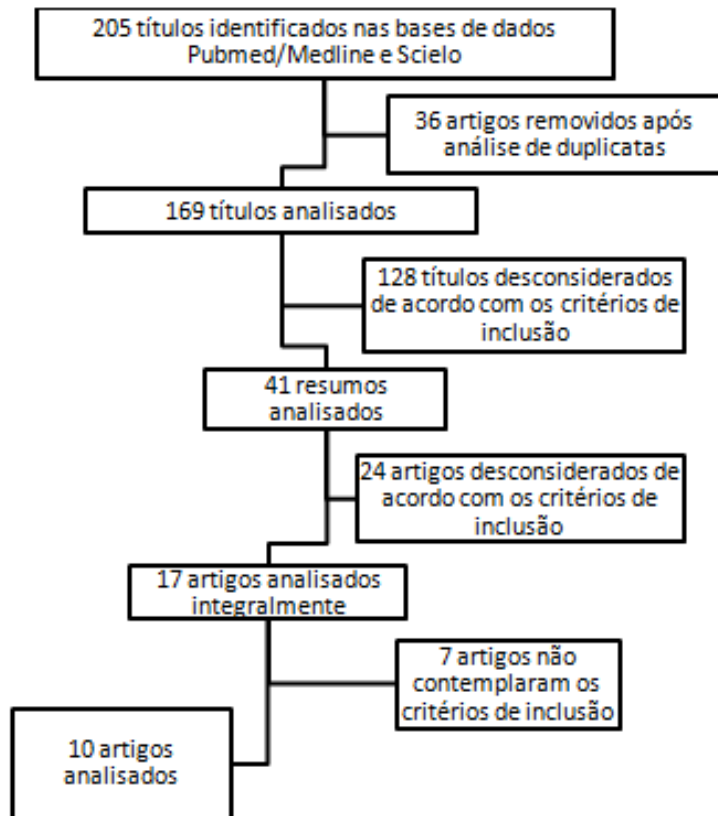 205 títulos identificados nas bases de dados
Pubmed/Medline e Scielo
36 artigos removidos após
análise de duplicatas
169 títulos analisados
128 títulos desconsiderados
de acordo com os critérios de
inclusão
41 resumos
analisados
24 artigos desconsiderados de
acordo com os critérios de
inclusão
17 artigos analisados
integralmente
7 artigos não
contemplaram os
critérios de inclusão
10 artigos
analisados